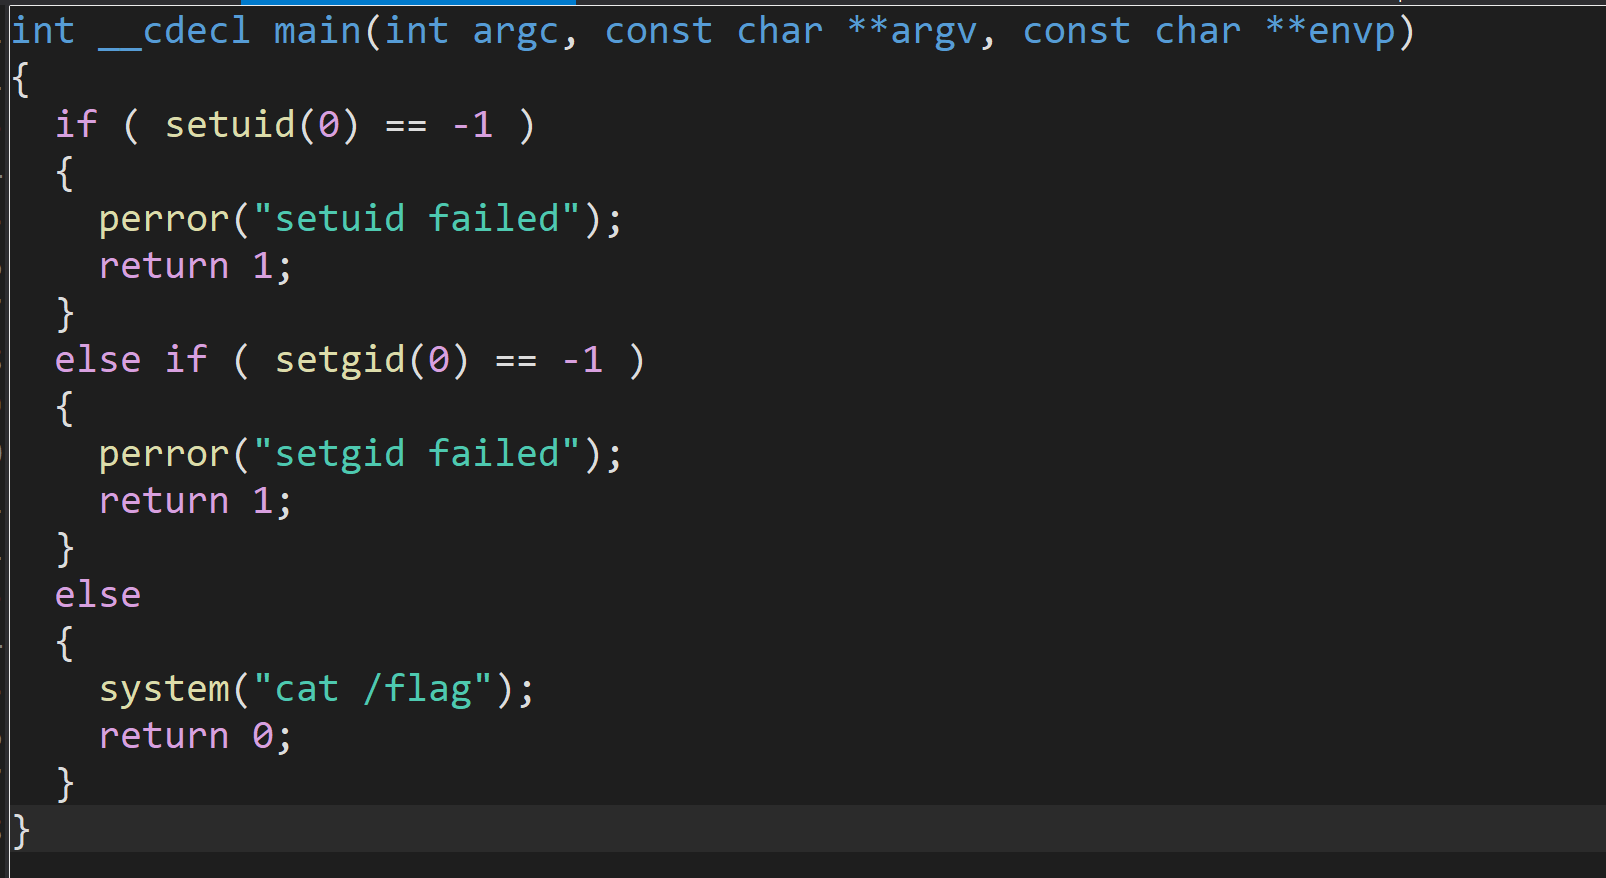 int __cdecl main(int argc, const char **argv, const char **envp)
{
  if ( setuid(0) == -1 )
  {
    perror("setuid failed");
    return 1;
  }
  else if ( setgid(0) == -1 )
  {
    perror("setgid failed");
    return 1;
  }
  else
  {
    system("cat /flag");
    return 0;
  }
}